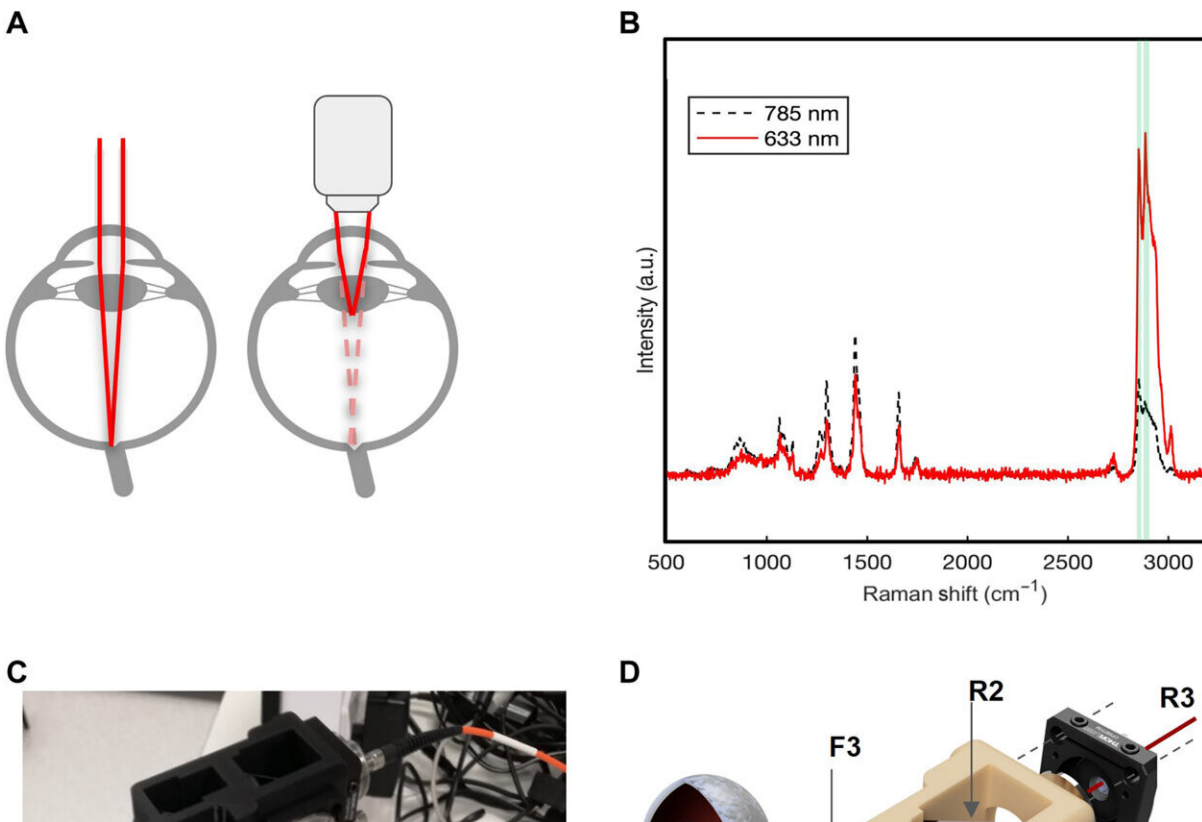 A
B
785 nm
633 nm
Intensity (a.u.)
500 1000 1500 2000 2500 3000
Raman shift (cm⁻¹)
C
D
R2
R3
F3